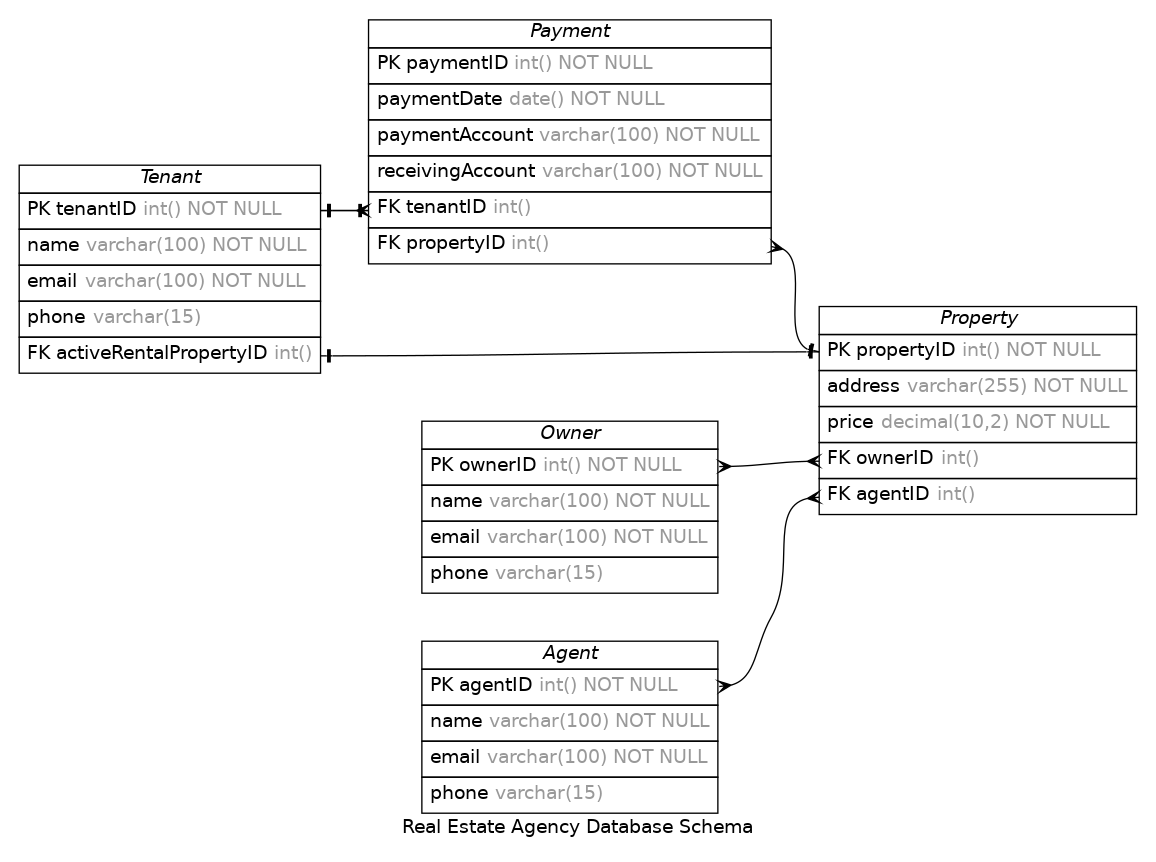 Payment
PK paymentID int() NOT NULL
paymentDate date() NOT NULL
paymentAccount varchar(100) NOT NULL
receivingAccount varchar(100) NOT NULL
FK tenantID int()
FK propertyID int()
Tenant
PK tenantID int() NOT NULL
name varchar(100) NOT NULL
email varchar(100) NOT NULL
phone varchar(15)
FK activeRentalPropertyID int()
Property
PK propertyID int() NOT NULL
address varchar(255) NOT NULL
price decimal(10,2) NOT NULL
FK ownerID int()
FK agentID int()
Owner
PK ownerID int() NOT NULL
name varchar(100) NOT NULL
email varchar(100) NOT NULL
phone varchar(15)
Agent
PK agentID int() NOT NULL
name varchar(100) NOT NULL
email varchar(100) NOT NULL
phone varchar(15)
Real Estate Agency Database Schema